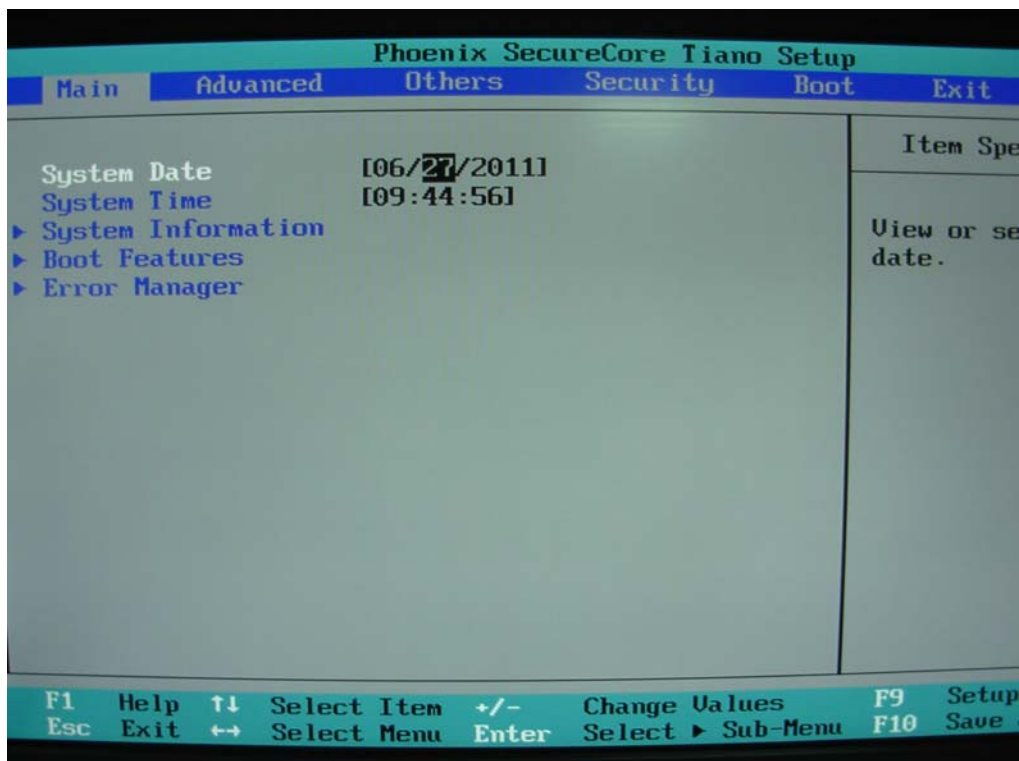 Phoenix SecureCore Tiano Setup
Main Advanced Others Security Boot Exit
System Date [06/27/2011]
System Time [09:44:56]
▶ System Information
▶ Boot Features
▶ Error Manager
Item Spe
View or se
date.
F1 Help ↑↓ Select Item +/- Change Values F9 Setup
Esc Exit ↔ Select Menu Enter Select ▶ Sub-Menu F10 Save